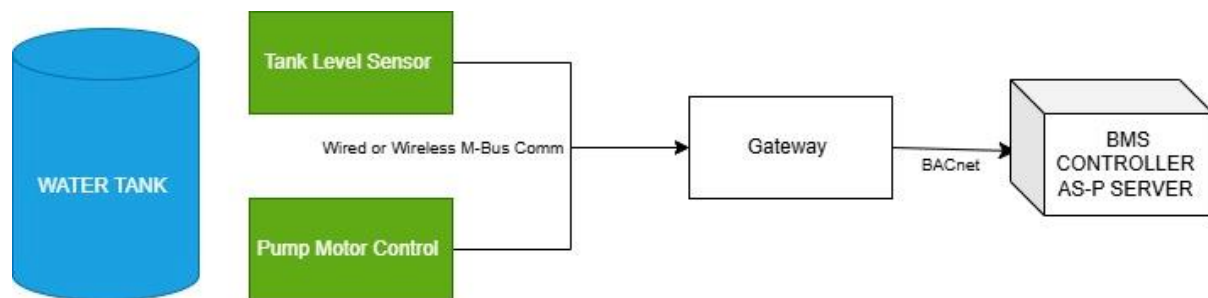 WATER TANK
Tank Level Sensor
Wired or Wireless M-Bus Comm
Pump Motor Control
Gateway
BACnet
BMS
CONTROLLER
AS-P SERVER